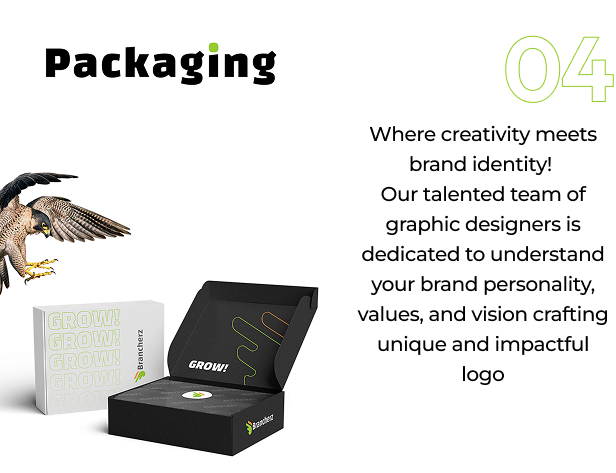 Packaging
04
Where creativity meets
brand identity!
Our talented team of
graphic designers is
dedicated to understand
your brand personality,
values, and vision crafting
unique and impactful
logo
GROW!
GROW!
GROW!
GROW!
GROW!
Brancherz
GROW!
Brancherz